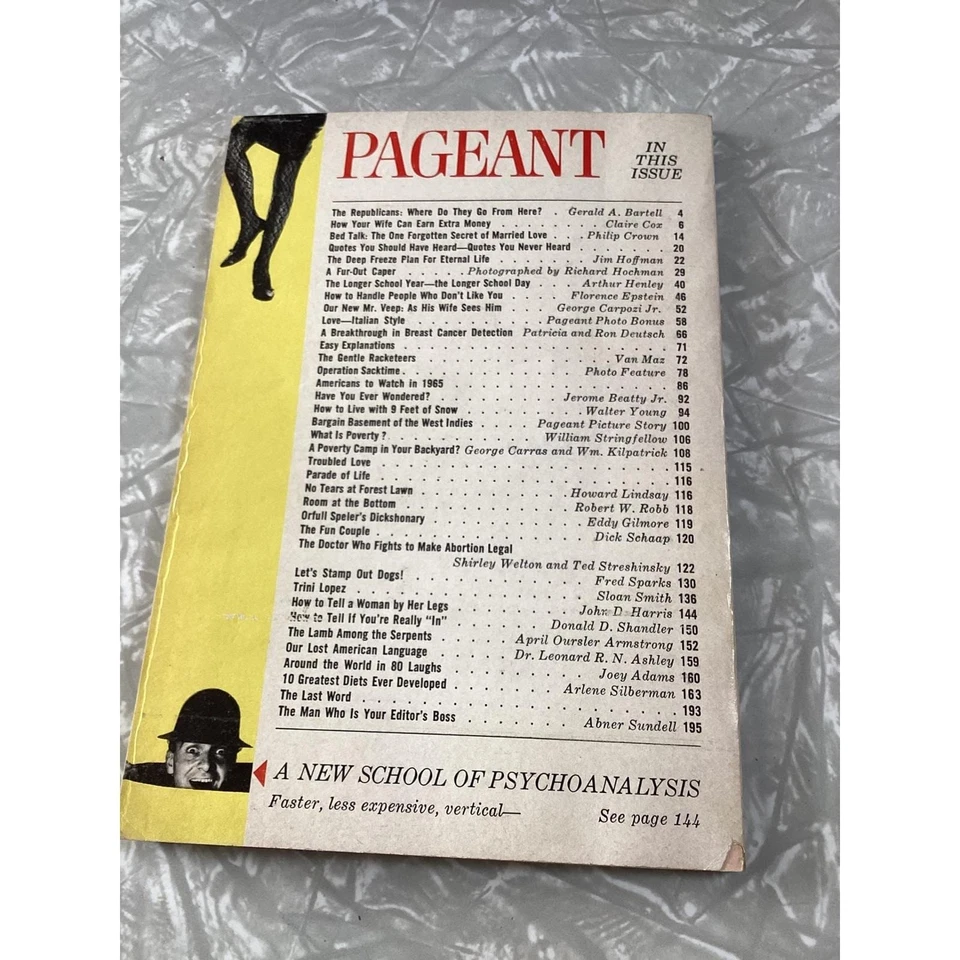 PAGEANT
IN
THIS
ISSUE
The Republicans: Where Do They Go From Here? . Gerald A. Bartell 4
How Your Wife Can Earn Extra Money . . . . . . . . Claire Cox 6
Bed Talk: The One Forgotten Secret of Married Love . . . Philip Crown 14
Quotes You Should Have Heard—Quotes You Never Heard . . . . . . . 20
The Deep Freeze Plan For Eternal Life . . . . . . . Jim Hoffman 22
A Fur-Out Caper . . . . Photographed by Richard Hochman 29
The Longer School Year—the Longer School Day . . . . Arthur Henley 40
How to Handle People Who Don't Like You . . . . Florence Epstein 46
Our New Mr. Veep: As His Wife Sees Him . . . George Carpozi Jr. 52
Love—Italian Style . . . . . . . . Pageant Photo Bonus 58
A Breakthrough in Breast Cancer Detection Patricia and Ron Deutsch 66
Easy Explanations . . . . . . . . . . . . . . . . 71
The Gentle Racketeers . . . . . . . . . . . . Van Maz 72
Operation Sacktime . . . . . . . . . . . Photo Feature 78
Americans to Watch in 1965 . . . . . . . . . . . . . 86
Have You Ever Wondered? . . . . . . . . Jerome Beatty Jr. 92
How to Live with 9 Feet of Snow . . . . . . . Walter Young 94
Bargain Basement of the West Indies . . . . Pageant Picture Story 100
What Is Poverty? . . . . . . . . . . William Stringfellow 106
A Poverty Camp in Your Backyard? George Carras and Wm. Kilpatrick 108
Troubled Love . . . . . . . . . . . . . . . . . 115
Parade of Life . . . . . . . . . . . . . . . . . 116
No Tears at Forest Lawn . . . . . . . . . Howard Lindsay 116
Room at the Bottom . . . . . . . . . . . Robert W. Robb 118
Orfull Speler's Dickshonary . . . . . . . . . Eddy Gilmore 119
The Fun Couple . . . . . . . . . . . . . Dick Schaap 120
The Doctor Who Fights to Make Abortion Legal
Shirley Welton and Ted Streshinsky 122
Let's Stamp Out Dogs! . . . . . . . . . . . Fred Sparks 130
Trini Lopez . . . . . . . . . . . . . . Sloan Smith 136
How to Tell a Woman by Her Legs . . . . . . . John D. Harris 144
How to Tell If You're Really "In" . . . . . . Donald D. Shandler 150
The Lamb Among the Serpents . . . . . April Oursler Armstrong 152
Our Lost American Language . . . . . Dr. Leonard R. N. Ashley 159
Around the World in 80 Laughs . . . . . . . . . Joey Adams 160
10 Greatest Diets Ever Developed . . . . . . . Arlene Silberman 163
The Last Word . . . . . . . . . . . . . . . . . 193
The Man Who Is Your Editor's Boss . . . . . . . Abner Sundell 195
A NEW SCHOOL OF PSYCHOANALYSIS
Faster, less expensive, vertical— See page 144